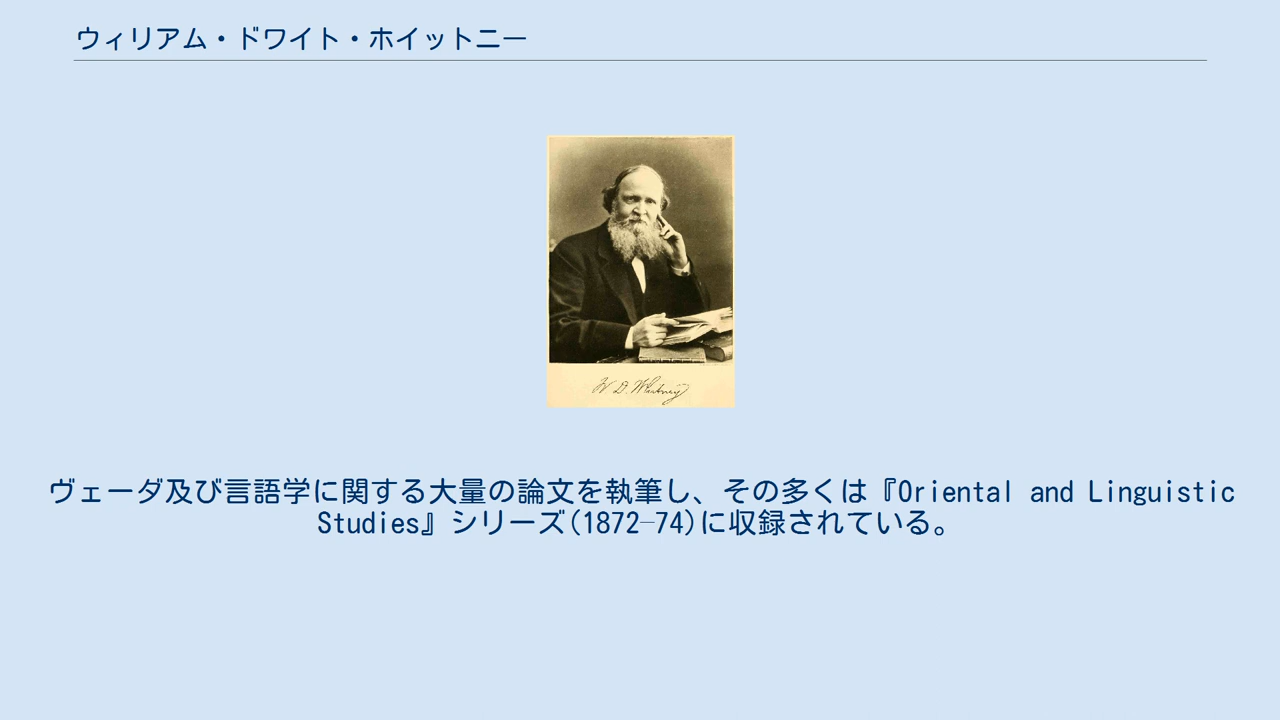 ウィリアム・ドワイト・ホイットニー
W. D. Whitney
ヴェーダ及び言語学に関する大量の論文を執筆し、その多くは『Oriental and Linguistic
Studies』シリーズ(1872–74)に収録されている。